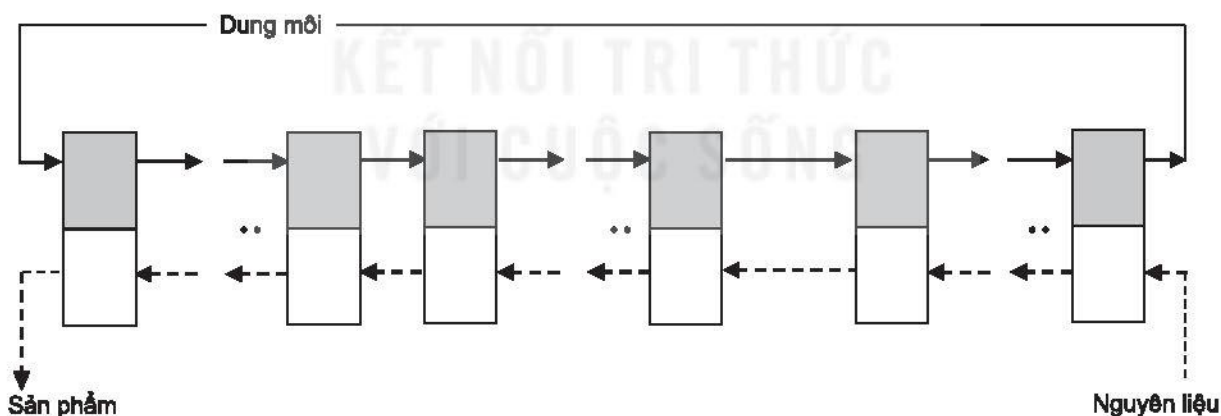 Dung môi
KẾT NỐI TRI THỨC
VỚI CUỘC SỐNG
Sản phẩm
Nguyên liệu